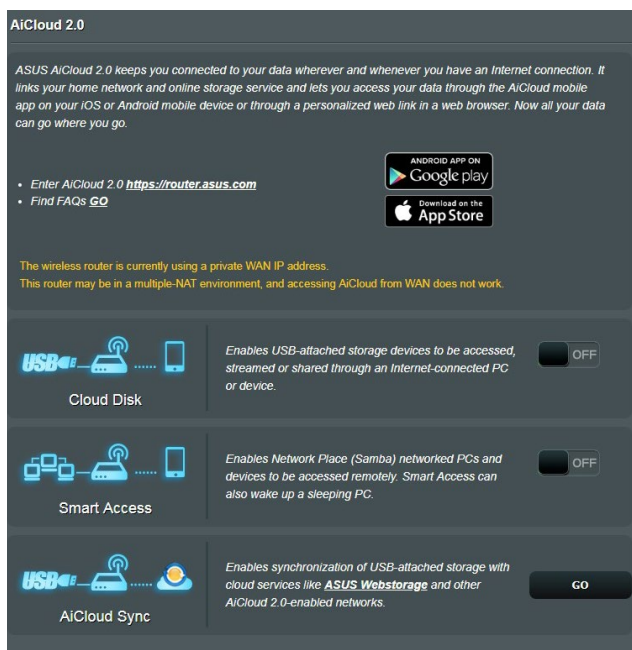 AiCloud 2.0
ASUS AiCloud 2.0 keeps you connected to your data wherever and whenever you have an Internet connection. It
links your home network and online storage service and lets you access your data through the AiCloud mobile
app on your iOS or Android mobile device or through a personalized web link in a web browser. Now all your data
can go where you go.
ANDROID APP ON
Google play
• Enter AiCloud 2.0 https://router.asus.com
• Find FAQs GO
Download on the
App Store
The wireless router is currently using a private WAN IP address.
This router may be in a multiple-NAT environment, and accessing AiCloud from WAN does not work.
USB
Cloud Disk
Enables USB-attached storage devices to be accessed,
streamed or shared through an Internet-connected PC
or device.
OFF
Smart Access
Enables Network Place (Samba) networked PCs and
devices to be accessed remotely. Smart Access can
also wake up a sleeping PC.
OFF
USB
AiCloud Sync
Enables synchronization of USB-attached storage with
cloud services like ASUS Webstorage and other
AiCloud 2.0-enabled networks.
GO